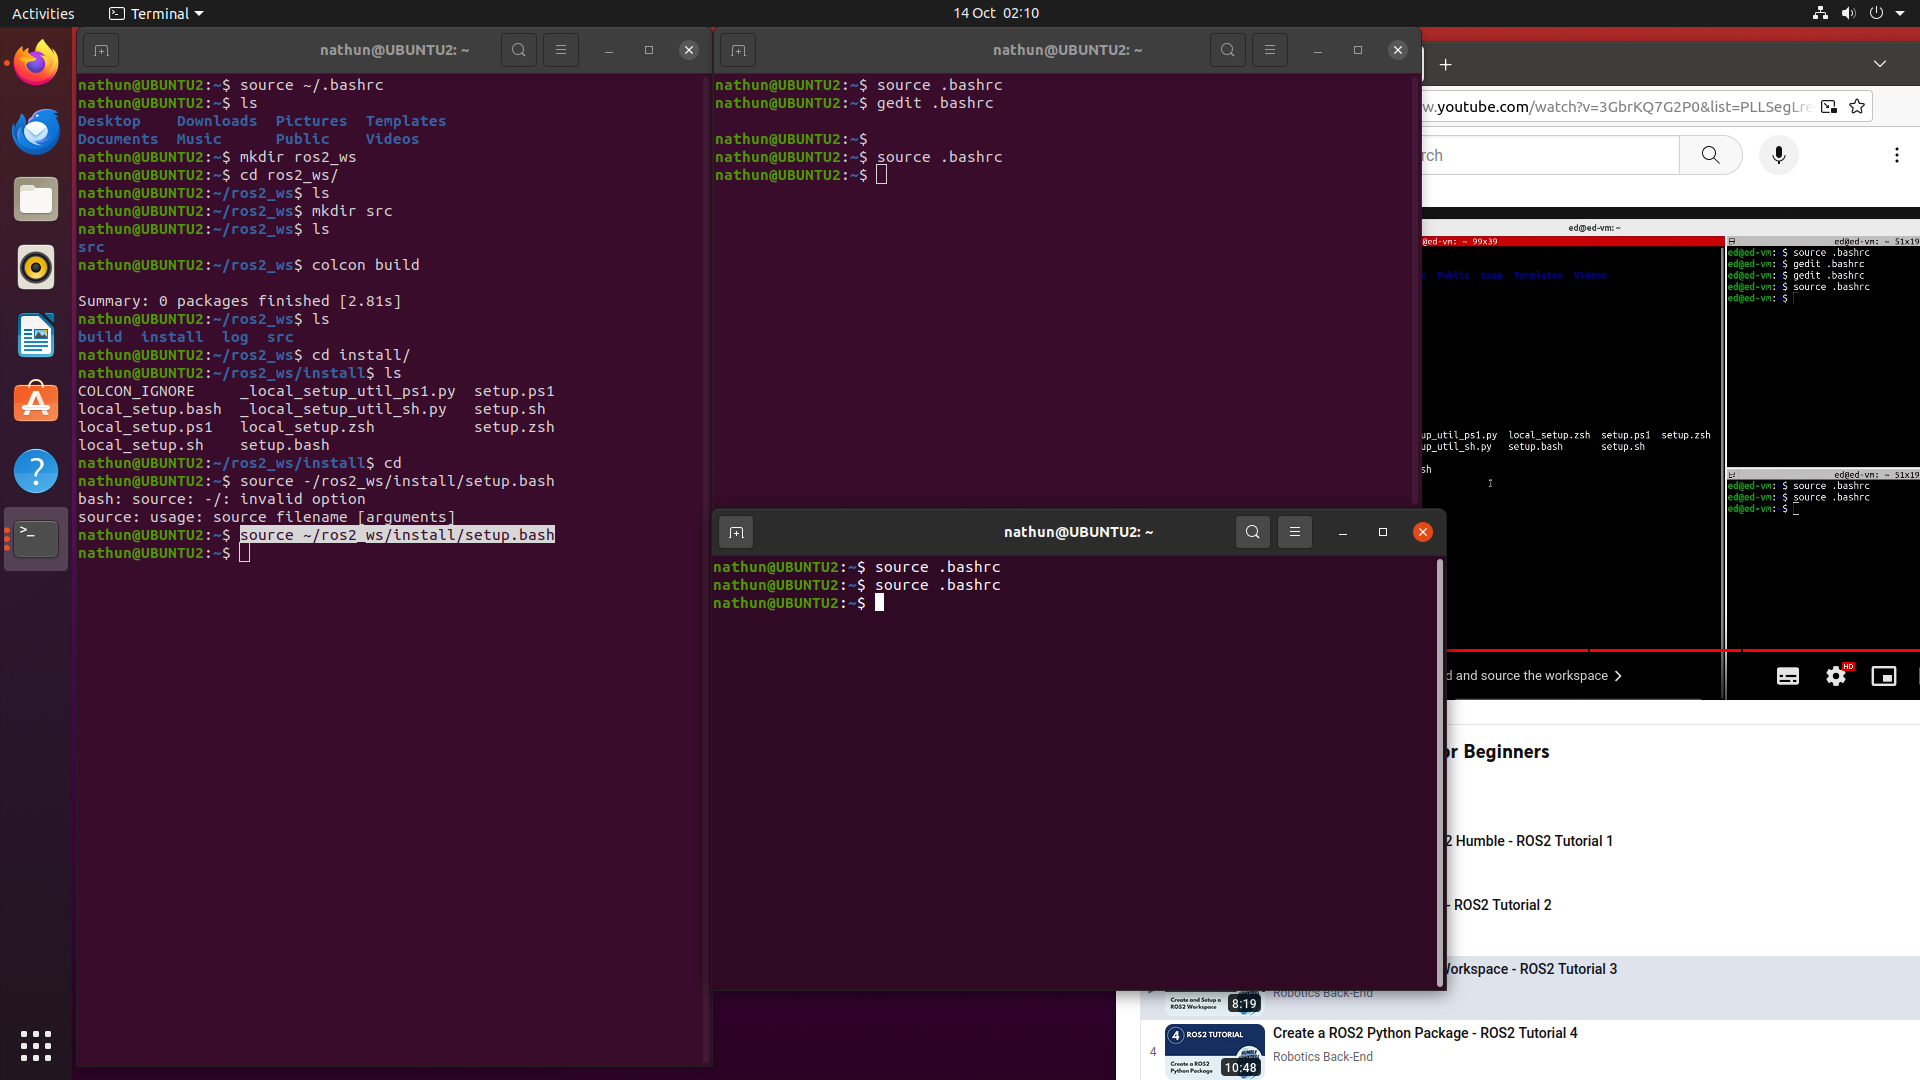 Activities
Terminal
14 Oct 02:10
nathun@UBUNTU2: ~
nathun@UBUNTU2:~$ source ~/.bashrc
nathun@UBUNTU2:~$ ls
Desktop Downloads Pictures Templates
Documents Music Public Videos
nathun@UBUNTU2:~$ mkdir ros2_ws
nathun@UBUNTU2:~$ cd ros2_ws/
nathun@UBUNTU2:~/ros2_ws$ ls
nathun@UBUNTU2:~/ros2_ws$ mkdir src
nathun@UBUNTU2:~/ros2_ws$ ls
src
nathun@UBUNTU2:~/ros2_ws$ colcon build
Summary: 0 packages finished [2.81s]
nathun@UBUNTU2:~/ros2_ws$ ls
build install log src
nathun@UBUNTU2:~/ros2_ws$ cd install/
nathun@UBUNTU2:~/ros2_ws/install$ ls
COLCON_IGNORE _local_setup_util_ps1.py setup.ps1
local_setup.bash _local_setup_util_sh.py setup.sh
local_setup.ps1 local_setup.zsh setup.zsh
local_setup.sh setup.bash
nathun@UBUNTU2:~/ros2_ws/install$ cd
nathun@UBUNTU2:~$ source -/ros2_ws/install/setup.bash
bash: source: -/: invalid option
source: usage: source filename [arguments]
nathun@UBUNTU2:~$ source ~/ros2_ws/install/setup.bash
nathun@UBUNTU2:~$
nathun@UBUNTU2: ~
nathun@UBUNTU2:~$ source .bashrc
nathun@UBUNTU2:~$ gedit .bashrc
nathun@UBUNTU2:~$
nathun@UBUNTU2:~$ source .bashrc
nathun@UBUNTU2:~$
nathun@UBUNTU2: ~
nathun@UBUNTU2:~$ source .bashrc
nathun@UBUNTU2:~$ source .bashrc
nathun@UBUNTU2:~$
w.youtube.com/watch?v=3GbrKQ7G2P0&list=PLLSegLre
rch
ed@ed-vm: ~
@ed-vm: ~ 99x39
Public snap Templates Videos
up_util_ps1.py local_setup.zsh setup.ps1 setup.zsh
up_util_sh.py setup.bash setup.sh
sh
ed@ed-vm: ~ 51x19
ed@ed-vm: $ source .bashrc
ed@ed-vm: $ gedit .bashrc
ed@ed-vm: $ gedit .bashrc
ed@ed-vm: $ source .bashrc
ed@ed-vm: $
ed@ed-vm: ~ 51x19
ed@ed-vm: $ source .bashrc
ed@ed-vm: $ source .bashrc
ed@ed-vm: $
d and source the workspace
HD
or Beginners
2 Humble - ROS2 Tutorial 1
- ROS2 Tutorial 2
Workspace - ROS2 Tutorial 3
Robotics Back-End
Create and Setup a
ROS2 Workspace
8:19
4
4 ROS2 TUTORIAL
Create a ROS2
Python Package
10:48
Create a ROS2 Python Package - ROS2 Tutorial 4
Robotics Back-End